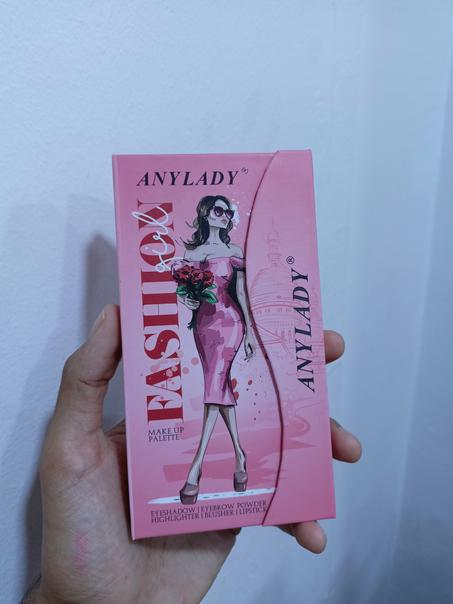 ANYLADY®
FASHION
girl
MAKE UP
PALETTE
EYESHADOW | EYEBROW POWDER
HIGHLIGHTER | BLUSHER | LIPSTICK
ANYLADY®